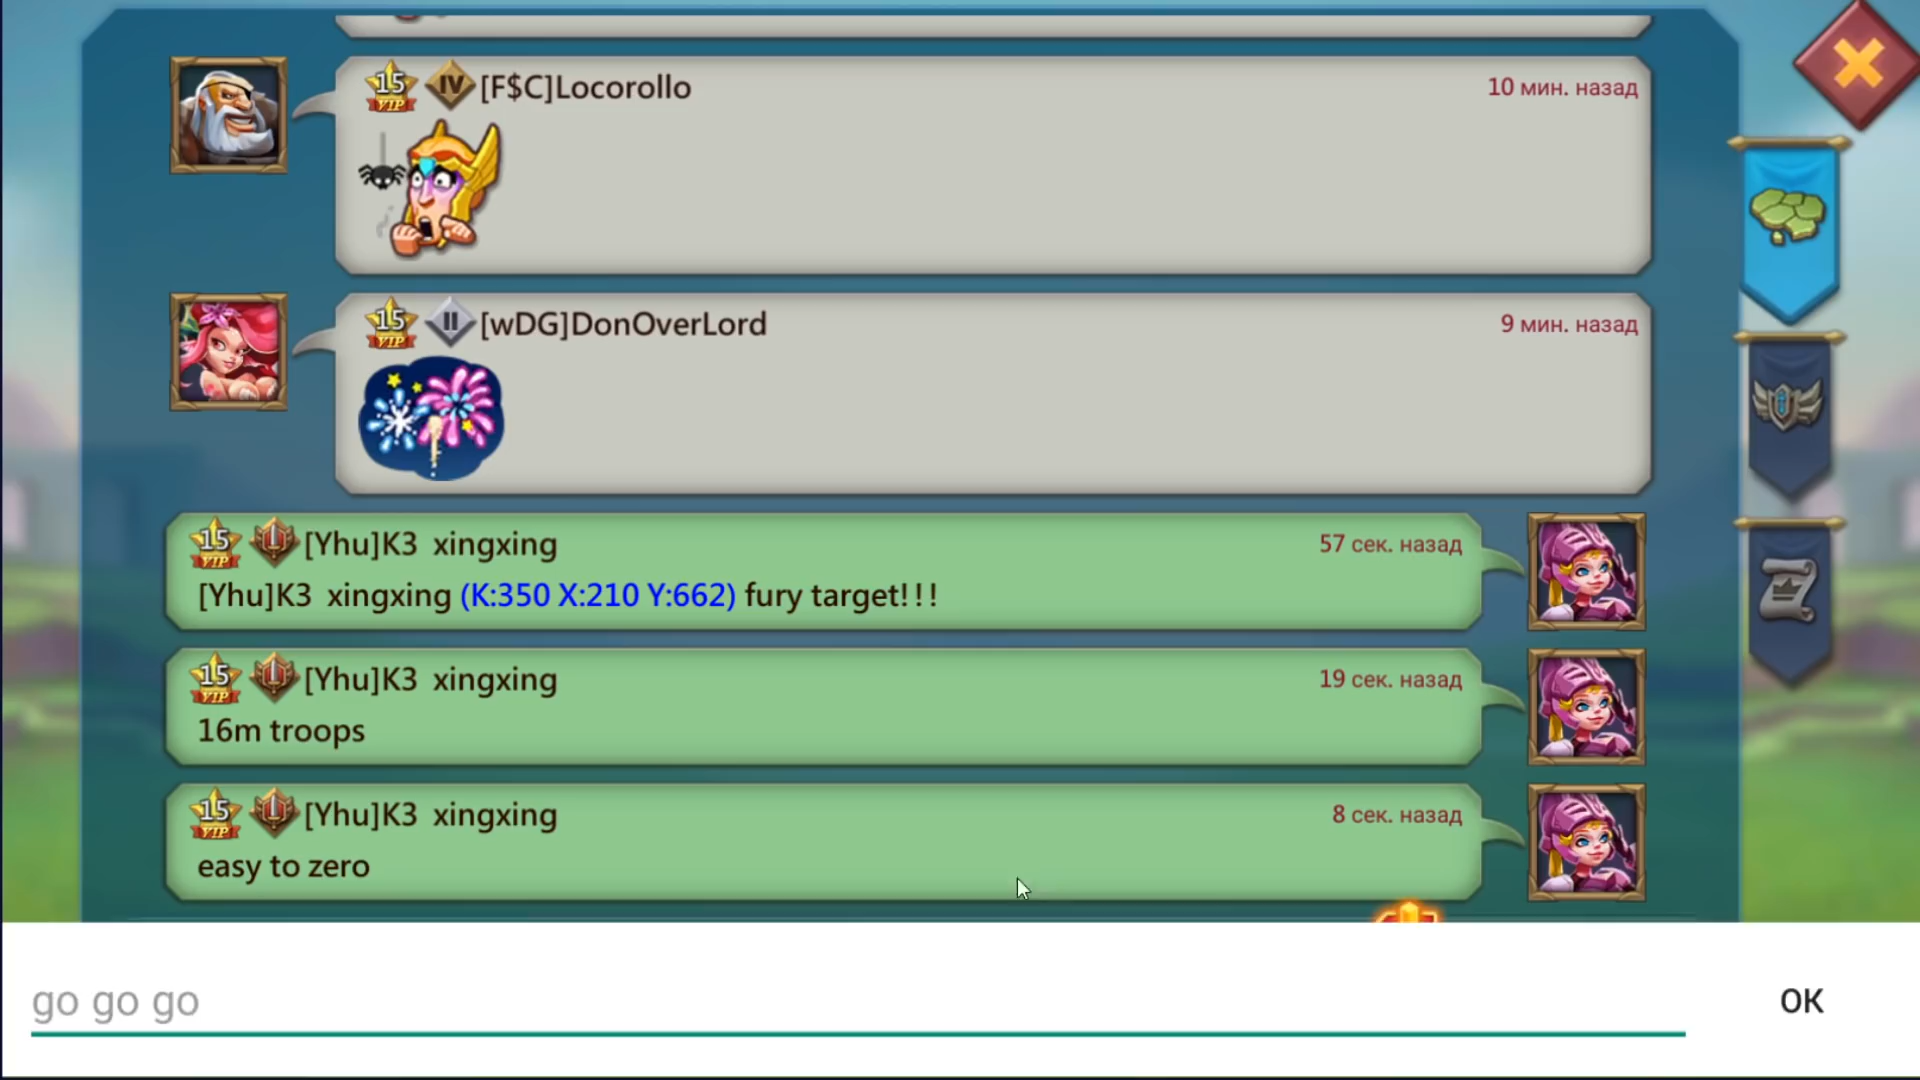 15 VIP IV [F$C]Locorollo 10 мин. назад
15 VIP II [wDG]DonOverLord 9 мин. назад
15 VIP [Yhu]K3 xingxing 57 сек. назад
[Yhu]K3 xingxing (K:350 X:210 Y:662) fury target!!!
15 VIP [Yhu]K3 xingxing 19 сек. назад
16m troops
15 VIP [Yhu]K3 xingxing 8 сек. назад
easy to zero
go go go
OK